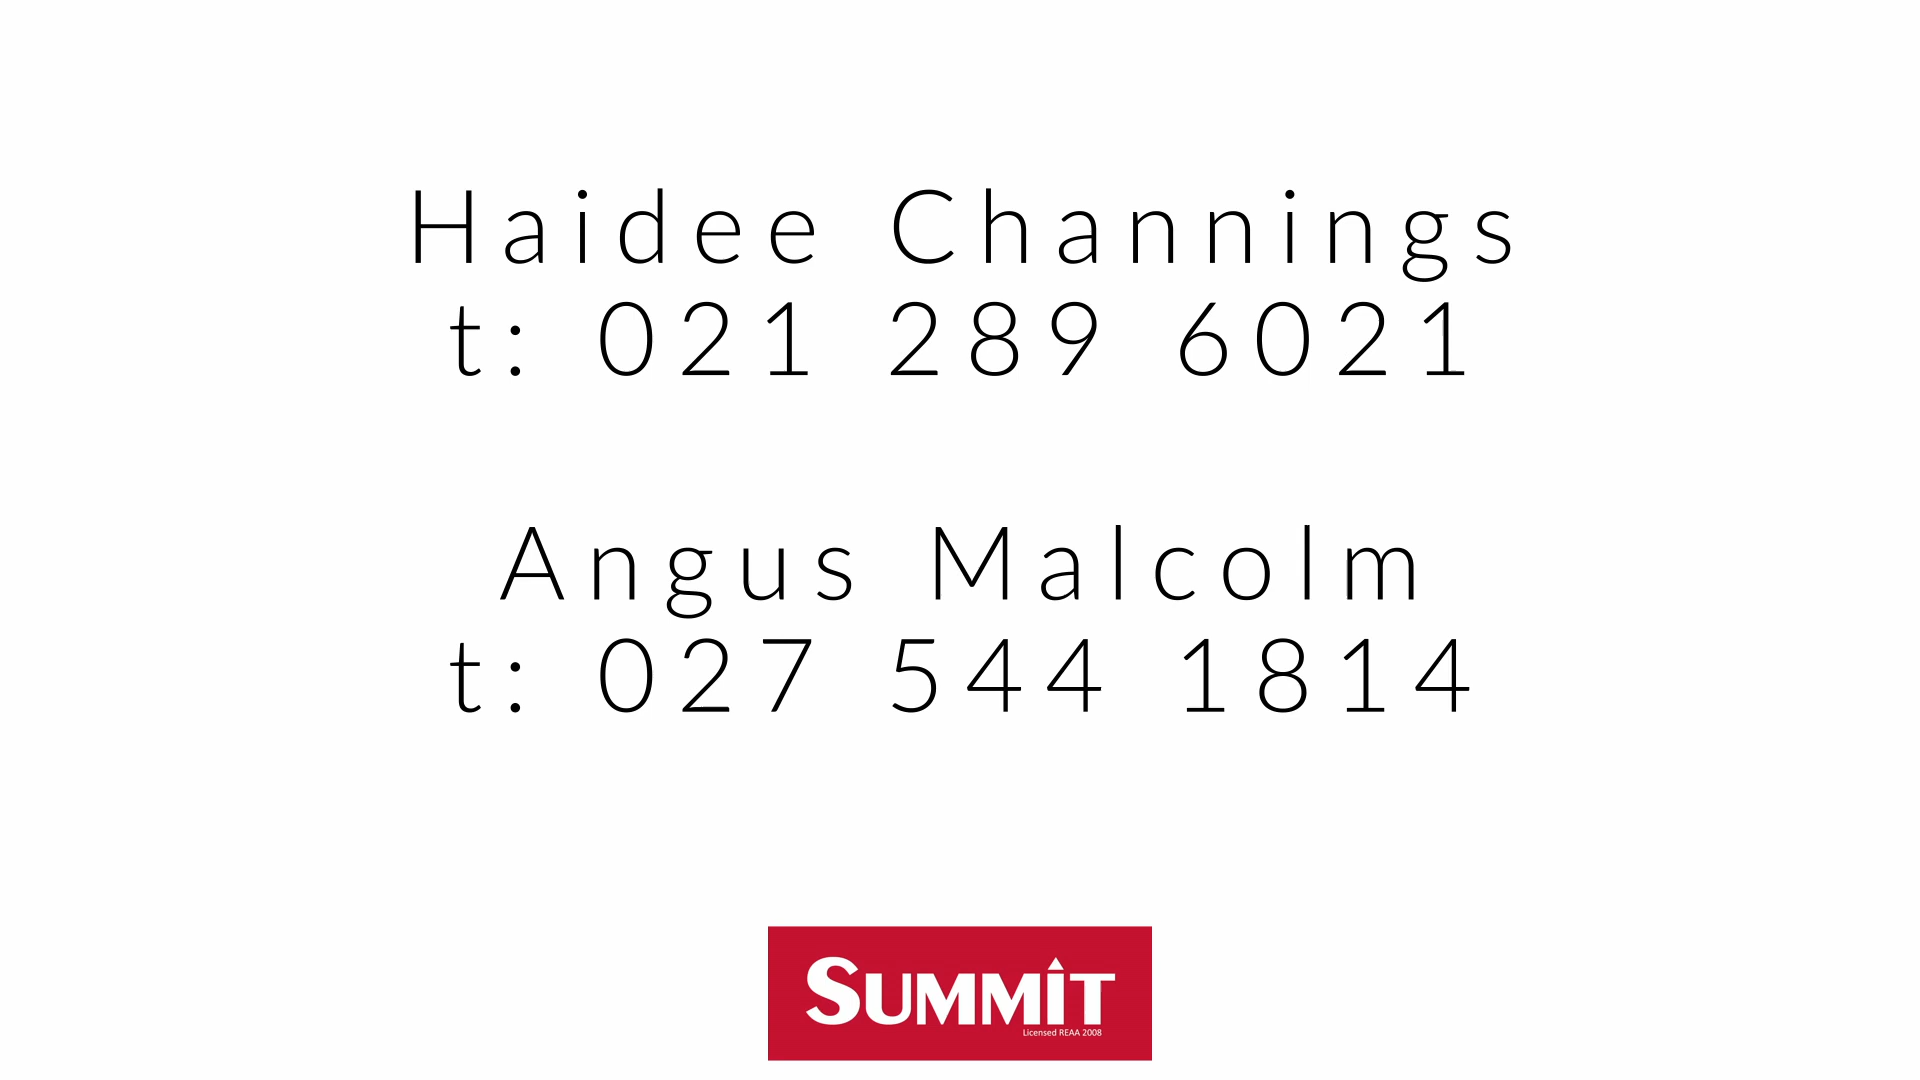 Haidee Channings
t: 021 289 6021
Angus Malcolm
t: 027 544 1814
SUMMIT
Licensed REAA 2008